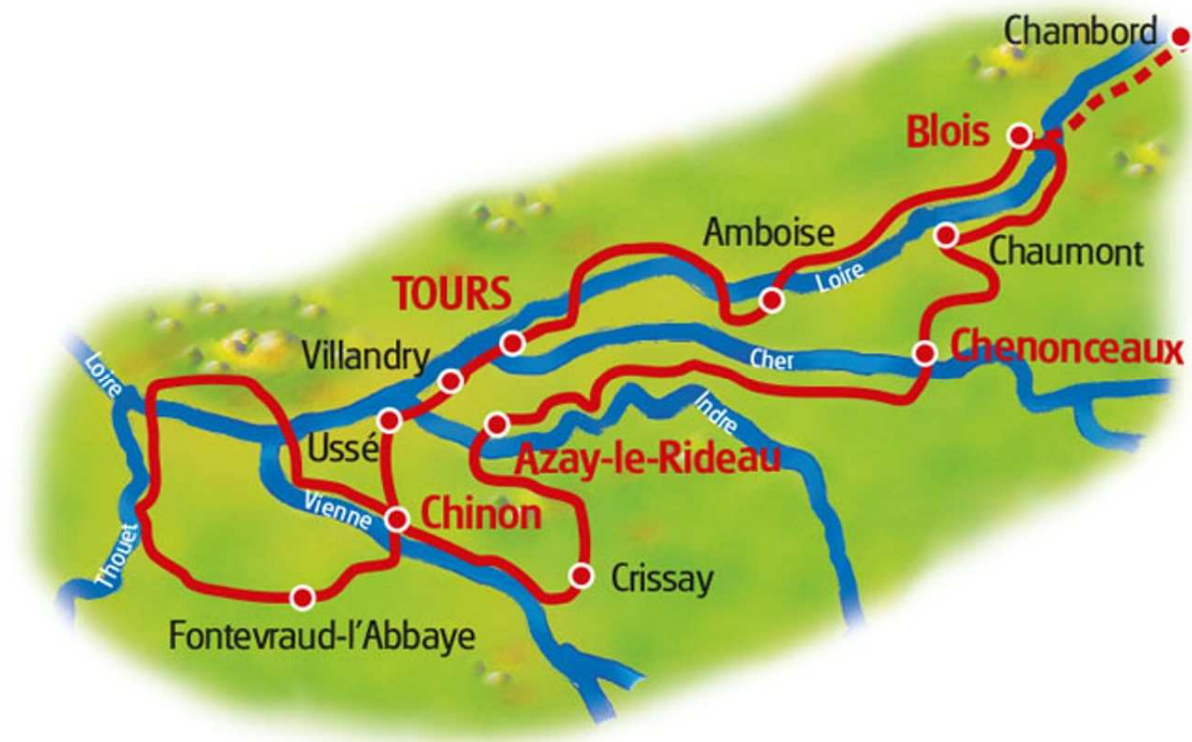 Chambord
Blois
Amboise
Loire
Chaumont
TOURS
Villandry
Cher
Chenonceaux
Loire
Indre
Ussé
Azay-le-Rideau
Vienne
Chinon
Thouet
Crissay
Fontevraud-l'Abbaye